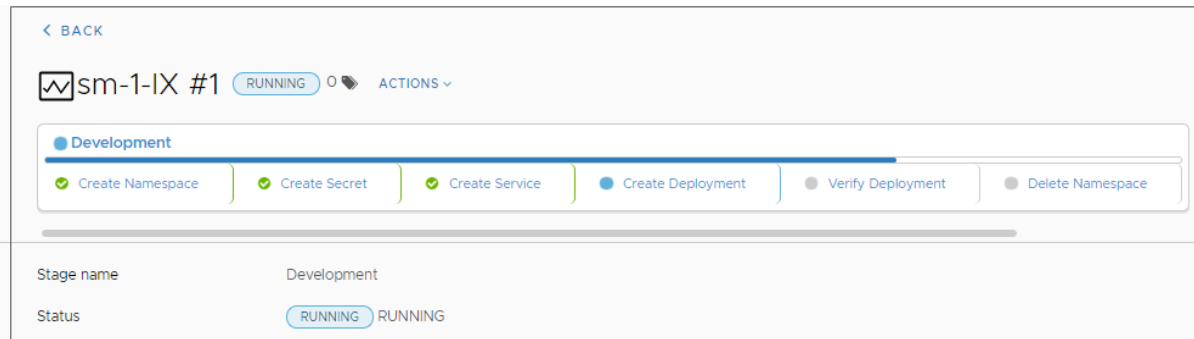 BACK
sm-1-IX #1 RUNNING 0 ACTIONS
Development
Create Namespace Create Secret Create Service Create Deployment Verify Deployment Delete Namespace
Stage name Development
Status RUNNING RUNNING